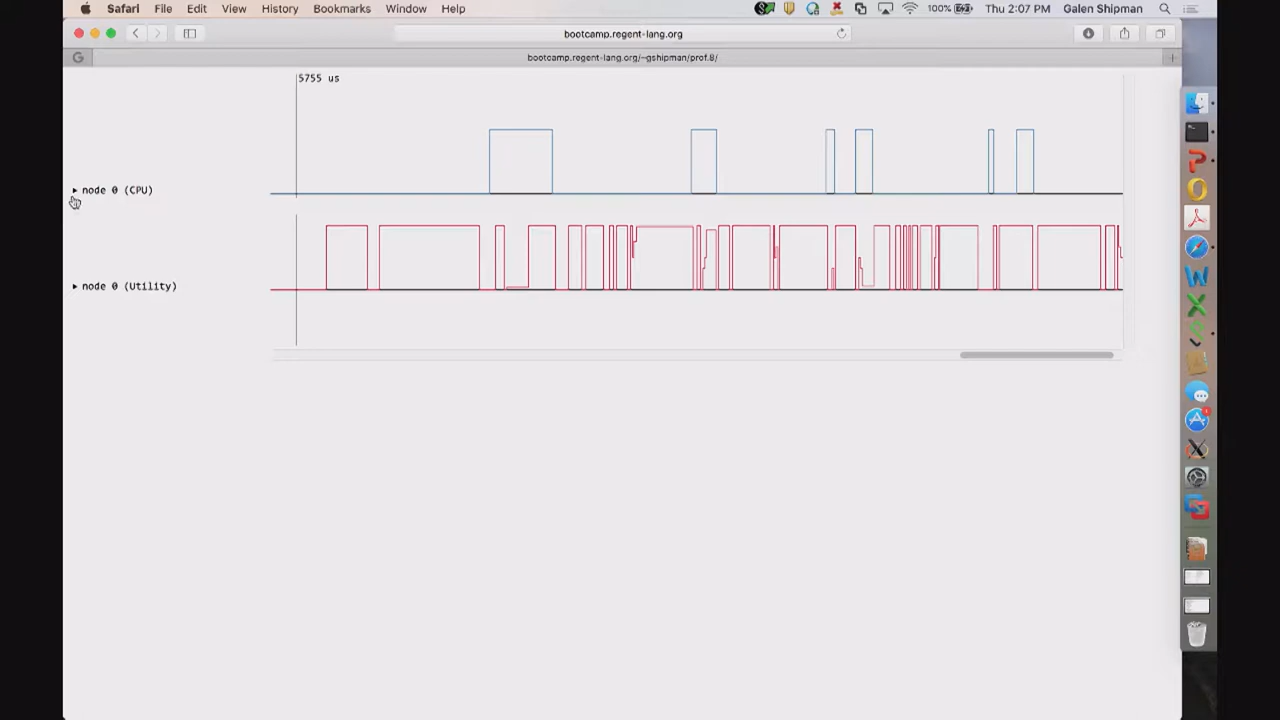 Safari File Edit View History Bookmarks Window Help 100% Thu 2:07 PM Galen Shipman
bootcamp.regent-lang.org
G bootcamp.regent-lang.org/~gshipman/prof.8/
5755 us
node 0 (CPU)
node 0 (Utility)